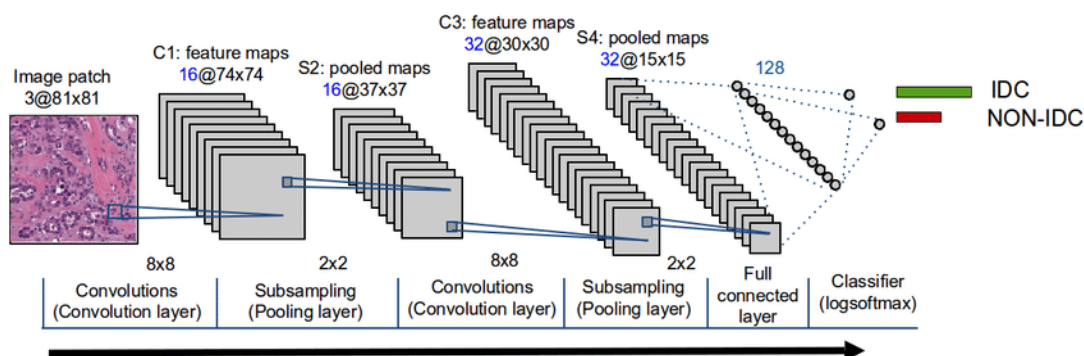 Image patch
3@81x81
C1: feature maps
16@74x74
S2: pooled maps
16@37x37
C3: feature maps
32@30x30
S4: pooled maps
32@15x15
128
IDC
NON-IDC
8x8
Convolutions
(Convolution layer)
2x2
Subsampling
(Pooling layer)
8x8
Convolutions
(Convolution layer)
2x2
Subsampling
(Pooling layer)
Full
connected
layer
Classifier
(logsoftmax)